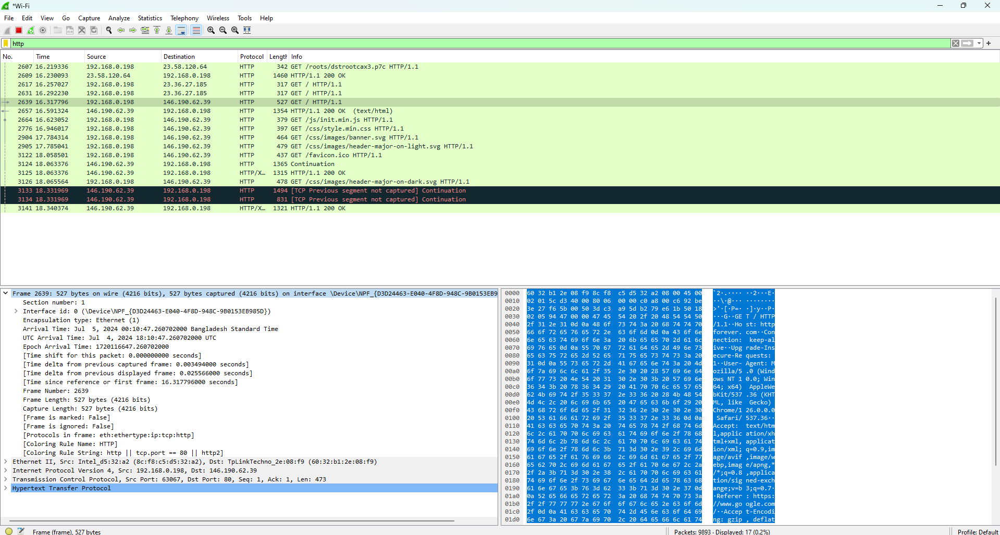 *Wi-Fi
File Edit View Go Capture Analyze Statistics Telephony Wireless Tools Help
http
No. Time Source Destination Protocol Length Info
2607 16.219336 192.168.0.198 23.58.120.64 HTTP 342 GET /roots/dstrootcax3.p7c HTTP/1.1
2609 16.230093 23.58.120.64 192.168.0.198 HTTP 1460 HTTP/1.1 200 OK
2617 16.257027 192.168.0.198 23.36.27.185 HTTP 317 GET / HTTP/1.1
2631 16.292230 192.168.0.198 23.36.27.185 HTTP 317 GET / HTTP/1.1
2639 16.317796 192.168.0.198 146.190.62.39 HTTP 527 GET / HTTP/1.1
2657 16.591324 146.190.62.39 192.168.0.198 HTTP 1354 HTTP/1.1 200 OK (text/html)
2664 16.623052 192.168.0.198 146.190.62.39 HTTP 379 GET /js/init.min.js HTTP/1.1
2776 16.946017 192.168.0.198 146.190.62.39 HTTP 397 GET /css/style.min.css HTTP/1.1
2904 17.784314 192.168.0.198 146.190.62.39 HTTP 464 GET /css/images/banner.svg HTTP/1.1
2905 17.785041 192.168.0.198 146.190.62.39 HTTP 479 GET /css/images/header-major-on-light.svg HTTP/1.1
3122 18.058501 192.168.0.198 146.190.62.39 HTTP 437 GET /favicon.ico HTTP/1.1
3124 18.063376 146.190.62.39 192.168.0.198 HTTP 1365 Continuation
3125 18.063376 146.190.62.39 192.168.0.198 HTTP/X… 1315 HTTP/1.1 200 OK
3126 18.065564 192.168.0.198 146.190.62.39 HTTP 478 GET /css/images/header-major-on-dark.svg HTTP/1.1
3133 18.331969 146.190.62.39 192.168.0.198 HTTP 1494 [TCP Previous segment not captured] Continuation
3134 18.331969 146.190.62.39 192.168.0.198 HTTP 831 [TCP Previous segment not captured] Continuation
3141 18.340374 146.190.62.39 192.168.0.198 HTTP/X… 1321 HTTP/1.1 200 OK
Frame 2639: 527 bytes on wire (4216 bits), 527 bytes captured (4216 bits) on interface \Device\NPF_{D3D24463-E040-4F8D-948C-9B0153EB9
Section number: 1
Interface id: 0 (\Device\NPF_{D3D24463-E040-4F8D-948C-9B0153EB985D})
Encapsulation type: Ethernet (1)
Arrival Time: Jul  5, 2024 00:10:47.260702000 Bangladesh Standard Time
UTC Arrival Time: Jul  4, 2024 18:10:47.260702000 UTC
Epoch Arrival Time: 1720116647.260702000
[Time shift for this packet: 0.000000000 seconds]
[Time delta from previous captured frame: 0.003494000 seconds]
[Time delta from previous displayed frame: 0.025566000 seconds]
[Time since reference or first frame: 16.317796000 seconds]
Frame Number: 2639
Frame Length: 527 bytes (4216 bits)
Capture Length: 527 bytes (4216 bits)
[Frame is marked: False]
[Frame is ignored: False]
[Protocols in frame: eth:ethertype:ip:tcp:http]
[Coloring Rule Name: HTTP]
[Coloring Rule String: http || tcp.port == 80 || http2]
Ethernet II, Src: Intel_d5:32:a2 (8c:f8:c5:d5:32:a2), Dst: TpLinkTechno_2e:08:f9 (60:32:b1:2e:08:f9)
Internet Protocol Version 4, Src: 192.168.0.198, Dst: 146.190.62.39
Transmission Control Protocol, Src Port: 63067, Dst Port: 80, Seq: 1, Ack: 1, Len: 473
Hypertext Transfer Protocol
0000 60 32 b1 2e 08 f9 8c f8 c5 d5 32 a2 08 00 45 00 `2·.···· ··2···E·
0010 02 01 5c d3 40 00 80 06 00 00 c0 a8 00 c6 92 be ··\·@··· ········
0020 3e 27 f6 5b 00 50 3d c3 a9 5d b2 79 e6 1b 50 18 >'·[·P=· ·]·y··P·
0030 02 05 94 47 00 00 47 45 54 20 2f 20 48 54 54 50 ···G··GE T / HTTP
0040 2f 31 2e 31 0d 0a 48 6f 73 74 3a 20 68 74 74 70 /1.1··Ho st: http
0050 66 6f 72 65 76 65 72 2e 63 6f 6d 0d 0a 43 6f 6e forever. com··Con
0060 6e 65 63 74 69 6f 6e 3a 20 6b 65 65 70 2d 61 6c nection:  keep-al
0070 69 76 65 0d 0a 55 70 67 72 61 64 65 2d 49 6e 73 ive··Upg rade-Ins
0080 65 63 75 72 65 2d 52 65 71 75 65 73 74 73 3a 20 ecure-Re quests:
0090 31 0d 0a 55 73 65 72 2d 41 67 65 6e 74 3a 20 4d 1··User- Agent: M
00a0 6f 7a 69 6c 6c 61 2f 35 2e 30 20 28 57 69 6e 64 ozilla/5 .0 (Wind
00b0 6f 77 73 20 4e 54 20 31 30 2e 30 3b 20 57 69 6e ows NT 1 0.0; Win
00c0 36 34 3b 20 78 36 34 29 20 41 70 70 6c 65 57 65 64; x64)  AppleWe
00d0 62 4b 69 74 2f 35 33 37 2e 33 36 20 28 4b 48 54 bKit/537 .36 (KHT
00e0 4d 4c 2c 20 6c 69 6b 65 20 47 65 63 6b 6f 29 20 ML, like  Gecko)
00f0 43 68 72 6f 6d 65 2f 31 32 36 2e 30 2e 30 2e 30 Chrome/1 26.0.0.0
0100 20 53 61 66 61 72 69 2f 35 33 37 2e 33 36 0d 0a  Safari/ 537.36··
0110 41 63 63 65 70 74 3a 20 74 65 78 74 2f 68 74 6d Accept:  text/htm
0120 6c 2c 61 70 70 6c 69 63 61 74 69 6f 6e 2f 78 68 l,applic ation/xh
0130 74 6d 6c 2b 78 6d 6c 2c 61 70 70 6c 69 63 61 74 tml+xml, applicat
0140 69 6f 6e 2f 78 6d 6c 3b 71 3d 30 2e 39 2c 69 6d ion/xml; q=0.9,im
0150 61 67 65 2f 61 76 69 66 2c 69 6d 61 67 65 2f 77 age/avif ,image/w
0160 65 62 70 2c 69 6d 61 67 65 2f 61 70 6e 67 2c 2a ebp,imag e/apng,*
0170 2f 2a 3b 71 3d 30 2e 38 2c 61 70 70 6c 69 63 61 /*;q=0.8 ,applica
0180 74 69 6f 6e 2f 73 69 67 6e 65 64 2d 65 78 63 68 tion/sig ned-exch
0190 61 6e 67 65 3b 76 3d 62 33 3b 71 3d 30 2e 37 0d ange;v=b 3;q=0.7·
01a0 0a 52 65 66 65 72 65 72 3a 20 68 74 74 70 73 3a ·Referer : https:
01b0 2f 2f 77 77 77 2e 67 6f 6f 67 6c 65 2e 63 6f 6d //www.go ogle.com
01c0 2f 0d 0a 41 63 63 65 70 74 2d 45 6e 63 6f 64 69 /··Accep t-Encodi
01d0 6e 67 3a 20 67 7a 69 70 2c 20 64 65 66 6c 61 74 ng: gzip , deflat
Frame (frame), 527 bytes
Packets: 9893 · Displayed: 17 (0.2%)
Profile: Default